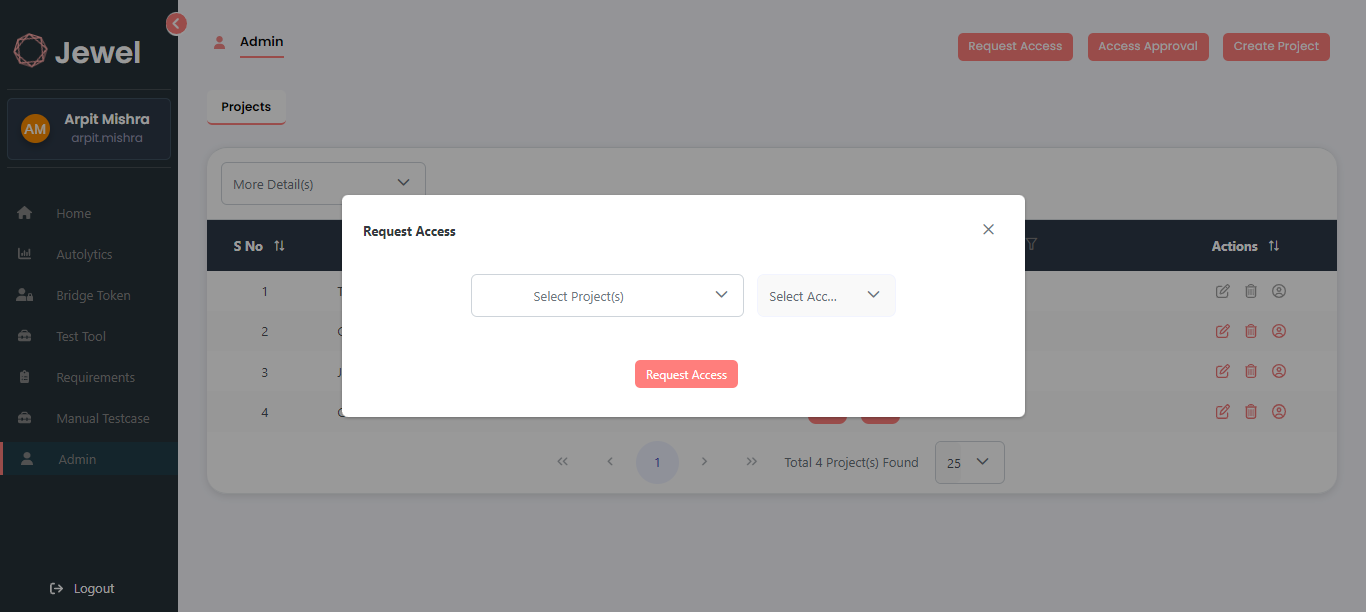 Jewel
AM
Arpit Mishra
arpit.mishra
Home
Autolytics
Bridge Token
Test Tool
Requirements
Manual Testcase
Admin
Logout
Admin
Request Access
Access Approval
Create Project
Projects
More Detail(s)
S No
Actions
Request Access
Select Project(s)
Select Acc...
Request Access
1
2
3
4
1
Total 4 Project(s) Found
25